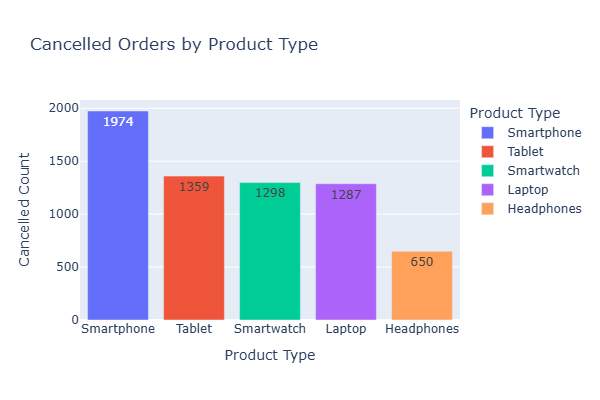 Cancelled Orders by Product Type
Cancelled Count
2000
1500
1000
500
0
1974
1359
1298
1287
650
Smartphone Tablet Smartwatch Laptop Headphones
Product Type
Product Type
Smartphone
Tablet
Smartwatch
Laptop
Headphones